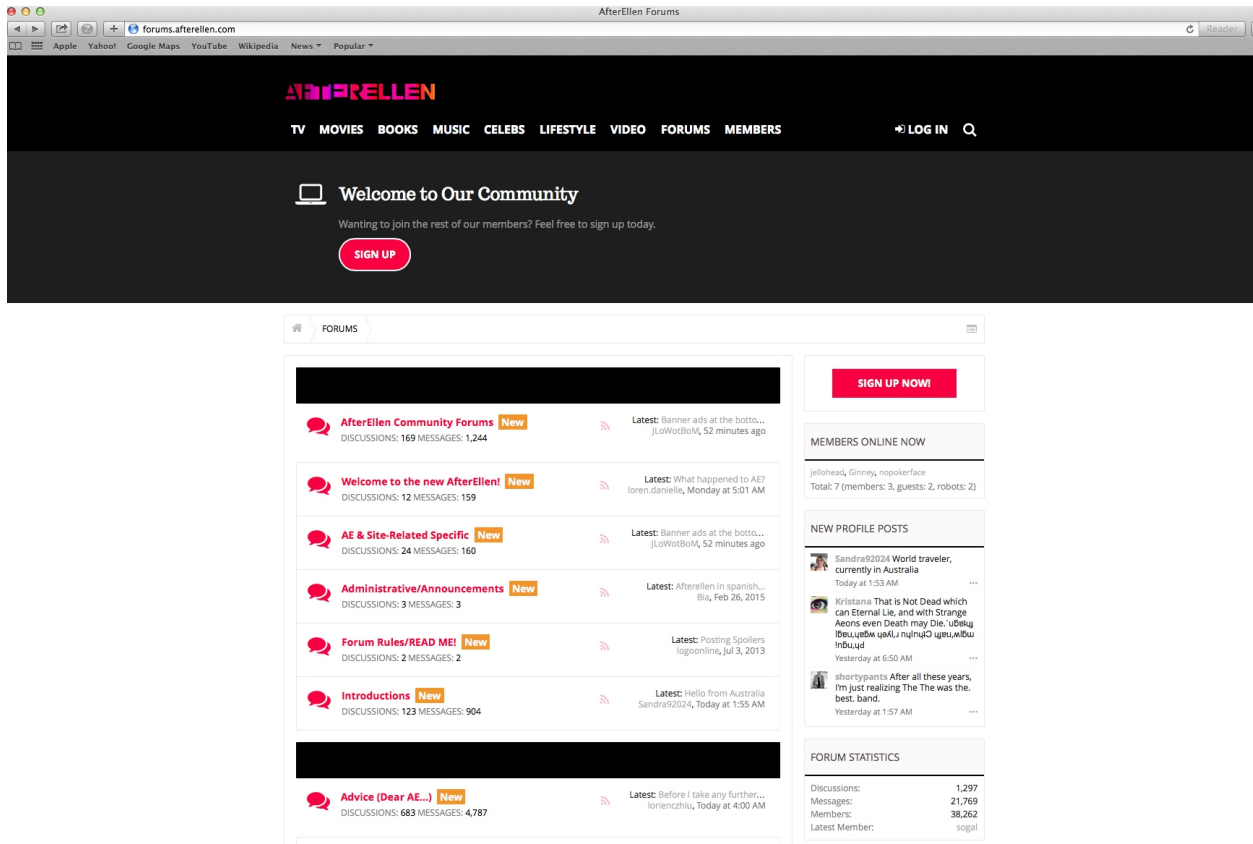 AfterEllen Forums
forums.afterellen.com
Reader
Apple Yahoo! Google Maps YouTube Wikipedia News Popular
AFTERELLEN
TV MOVIES BOOKS MUSIC CELEBS LIFESTYLE VIDEO FORUMS MEMBERS LOG IN
Welcome to Our Community
Wanting to join the rest of our members? Feel free to sign up today.
SIGN UP
FORUMS
AfterEllen Community Forums New
DISCUSSIONS: 169 MESSAGES: 1,244
Latest: Banner ads at the botto...
JLoWotBoM, 52 minutes ago
Welcome to the new AfterEllen! New
DISCUSSIONS: 12 MESSAGES: 159
Latest: What happened to AE?
loren.danielle, Monday at 5:01 AM
AE & Site-Related Specific New
DISCUSSIONS: 24 MESSAGES: 160
Latest: Banner ads at the botto...
JLoWotBoM, 52 minutes ago
Administrative/Announcements New
DISCUSSIONS: 3 MESSAGES: 3
Latest: Afterellen in spanish...
Bia, Feb 26, 2015
Forum Rules/READ ME! New
DISCUSSIONS: 2 MESSAGES: 2
Latest: Posting Spoilers
logoonline, Jul 3, 2013
Introductions New
DISCUSSIONS: 123 MESSAGES: 904
Latest: Hello from Australia
Sandra92024, Today at 1:55 AM
Advice (Dear AE...) New
DISCUSSIONS: 683 MESSAGES: 4,787
Latest: Before I take any further...
lorienczhiu, Today at 4:00 AM
SIGN UP NOW!
MEMBERS ONLINE NOW
jellohead, Ginney, nopokerface
Total: 7 (members: 3, guests: 2, robots: 2)
NEW PROFILE POSTS
Sandra92024 World traveler,
currently in Australia
Today at 1:53 AM
Kristana That is Not Dead which
can Eternal Lie, and with Strange
Aeons even Death may Die.
Yesterday at 6:50 AM
shortypants After all these years,
I'm just realizing The The was the.
best. band.
Yesterday at 1:57 AM
FORUM STATISTICS
Discussions: 1,297
Messages: 21,769
Members: 38,262
Latest Member: sogal